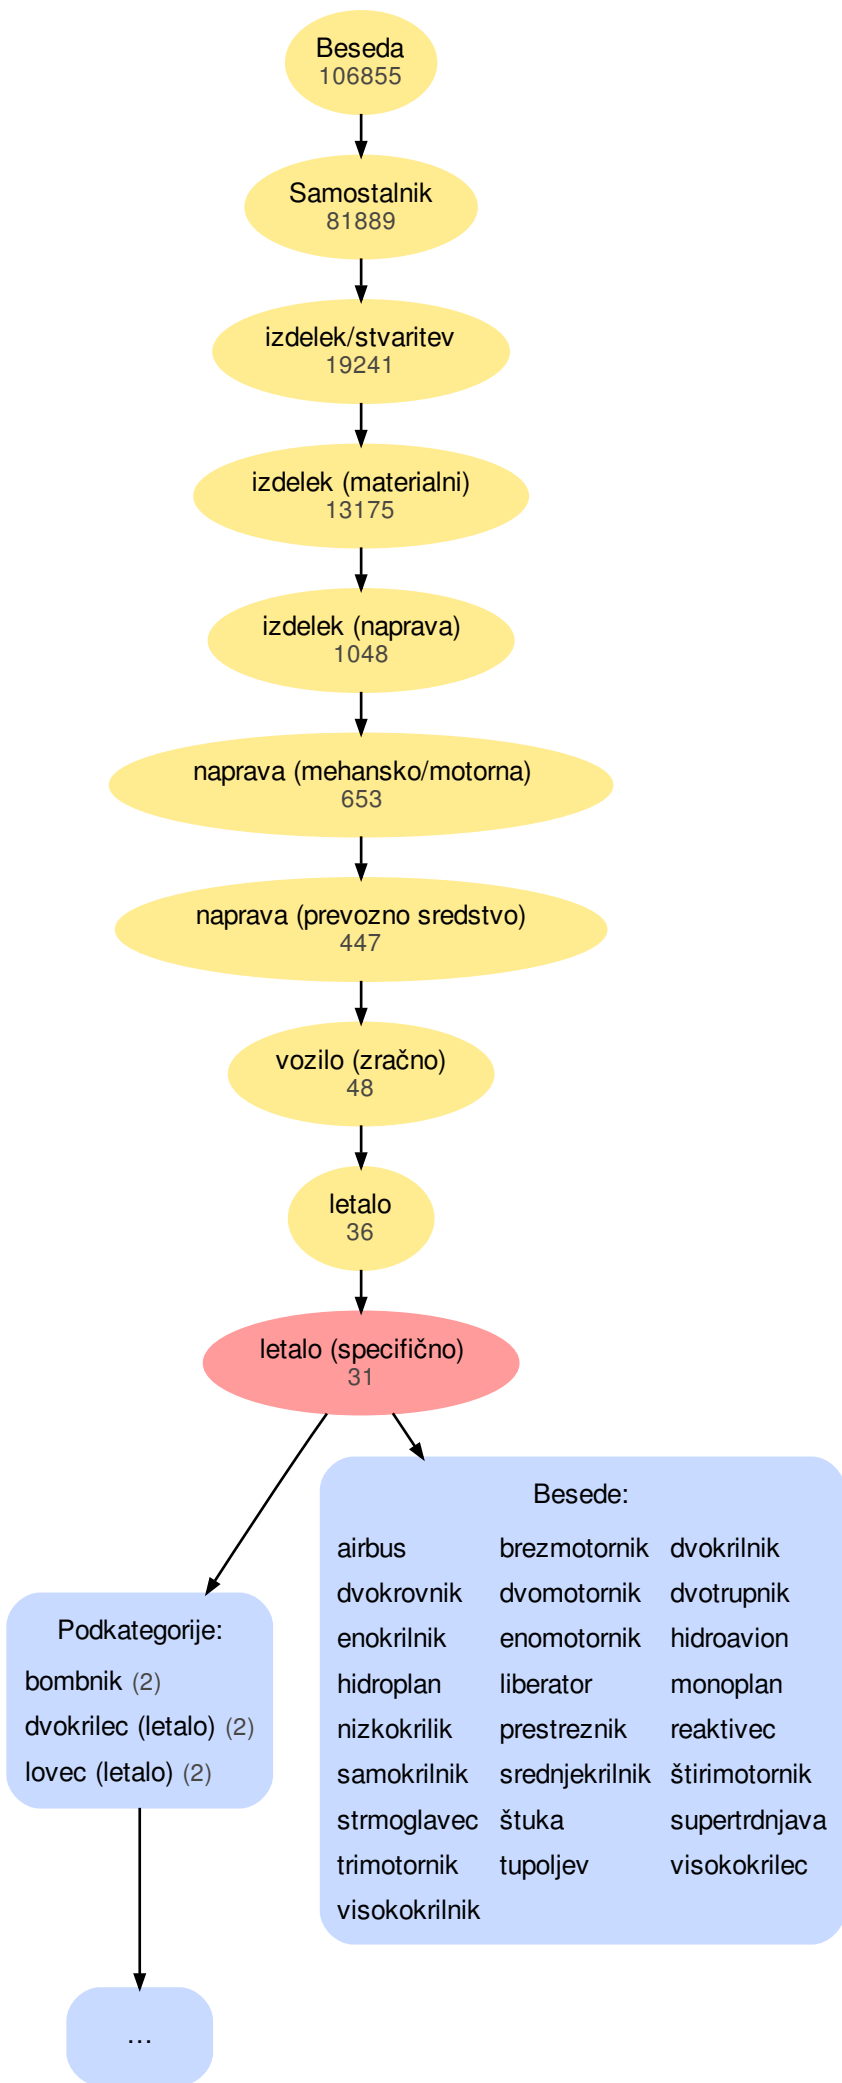 Beseda
106855
Samostalnik
81889
izdelek/stvaritev
19241
izdelek (materialni)
13175
izdelek (naprava)
1048
naprava (mehansko/motorna)
653
naprava (prevozno sredstvo)
447
vozilo (zračno)
48
letalo
36
letalo (specifično)
31
Podkategorije:
bombnik (2)
dvokrilec (letalo) (2)
lovec (letalo) (2)
...
Besede:
airbus brezmotornik dvokrilnik
dvokrovnik dvomotornik dvotrupnik
enokrilnik enomotornik hidroavion
hidroplan liberator monoplan
nizkokrilik prestreznik reaktivec
samokrilnik srednjekrilnik štirimotornik
strmoglavec štuka supertrdnjava
trimotornik tupoljev visokokrilec
visokokrilnik